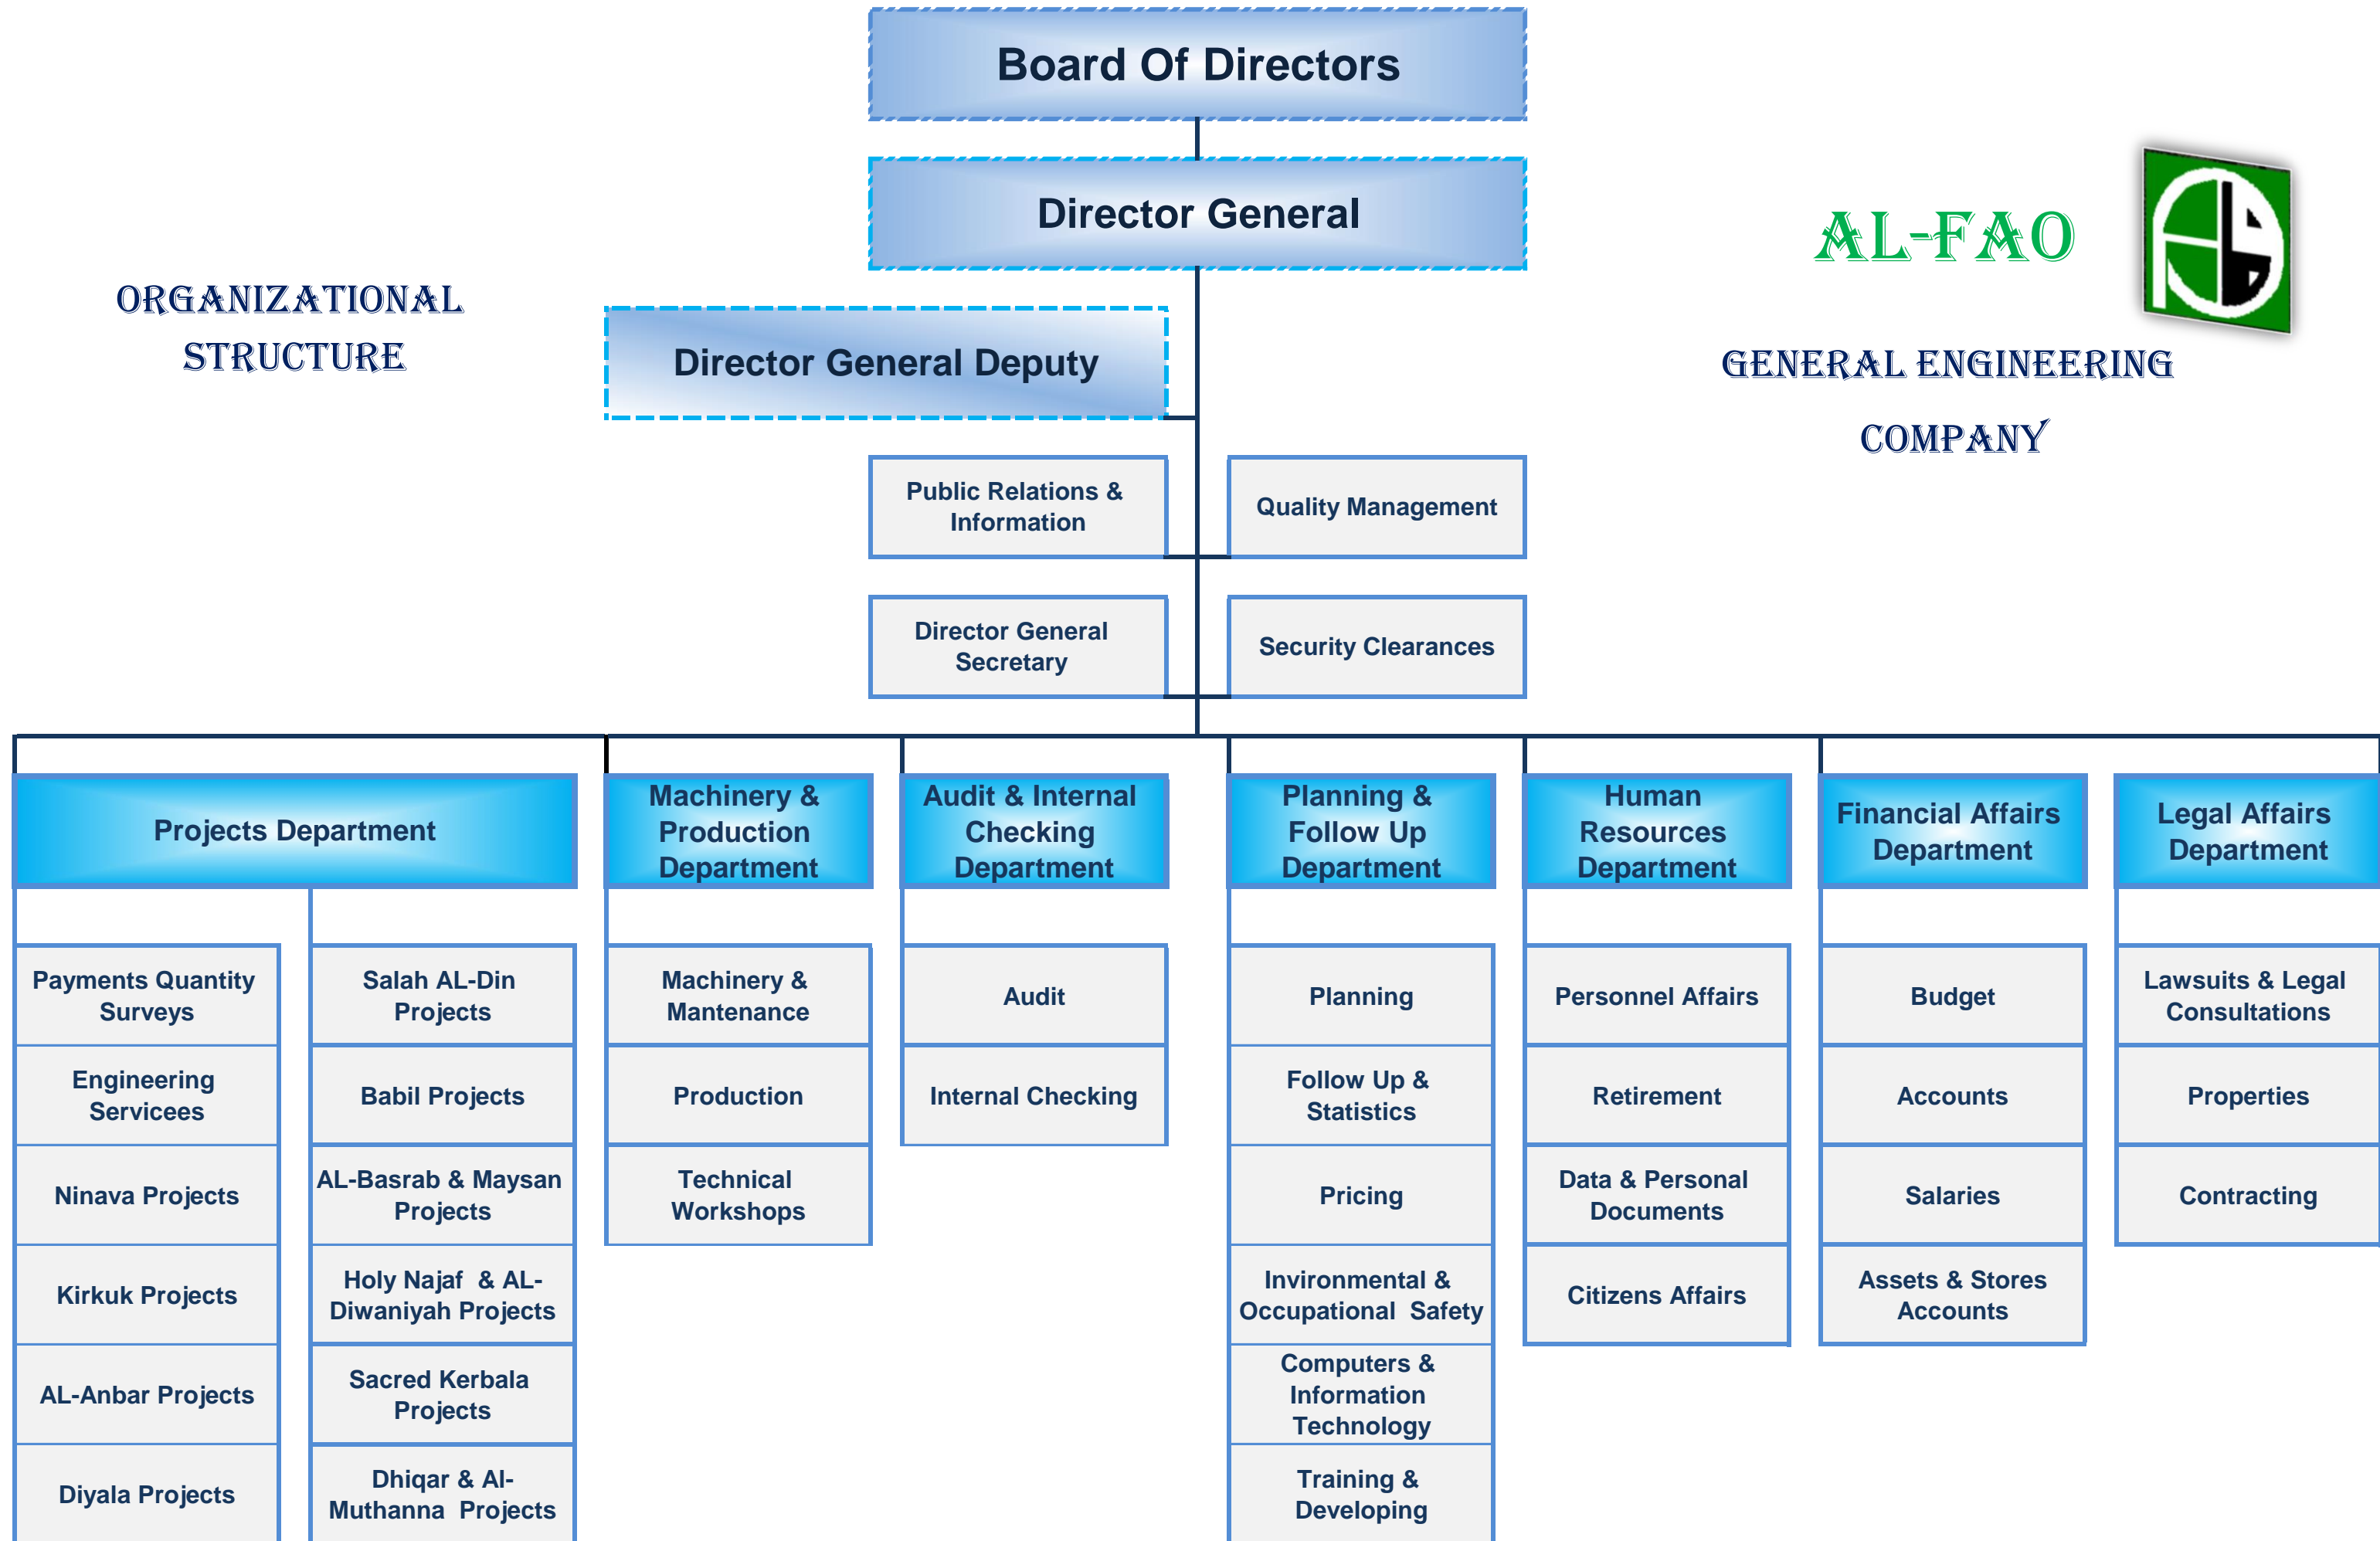 Board Of Directors
Director General
AL-FAO
ORGANIZATIONAL
STRUCTURE
Director General Deputy
GENERAL ENGINEERING
COMPANY
Public Relations &
Information
Quality Management
Director General
Secretary
Security Clearances
Projects Department
Machinery &
Production
Department
Audit & Internal
Checking
Department
Planning &
Follow Up
Department
Human
Resources
Department
Financial Affairs
Department
Legal Affairs
Department
Payments Quantity
Surveys
Engineering
Servicees
Ninava Projects
Kirkuk Projects
AL-Anbar Projects
Diyala Projects
Salah AL-Din
Projects
Babil Projects
AL-Basrab & Maysan
Projects
Holy Najaf & AL-
Diwaniyah Projects
Sacred Kerbala
Projects
Dhiqar & Al-
Muthanna Projects
Machinery &
Mantenance
Production
Technical
Workshops
Audit
Internal Checking
Planning
Follow Up &
Statistics
Pricing
Invironmental &
Occupational Safety
Computers &
Information
Technology
Training &
Developing
Personnel Affairs
Retirement
Data & Personal
Documents
Citizens Affairs
Budget
Accounts
Salaries
Assets & Stores
Accounts
Lawsuits & Legal
Consultations
Properties
Contracting